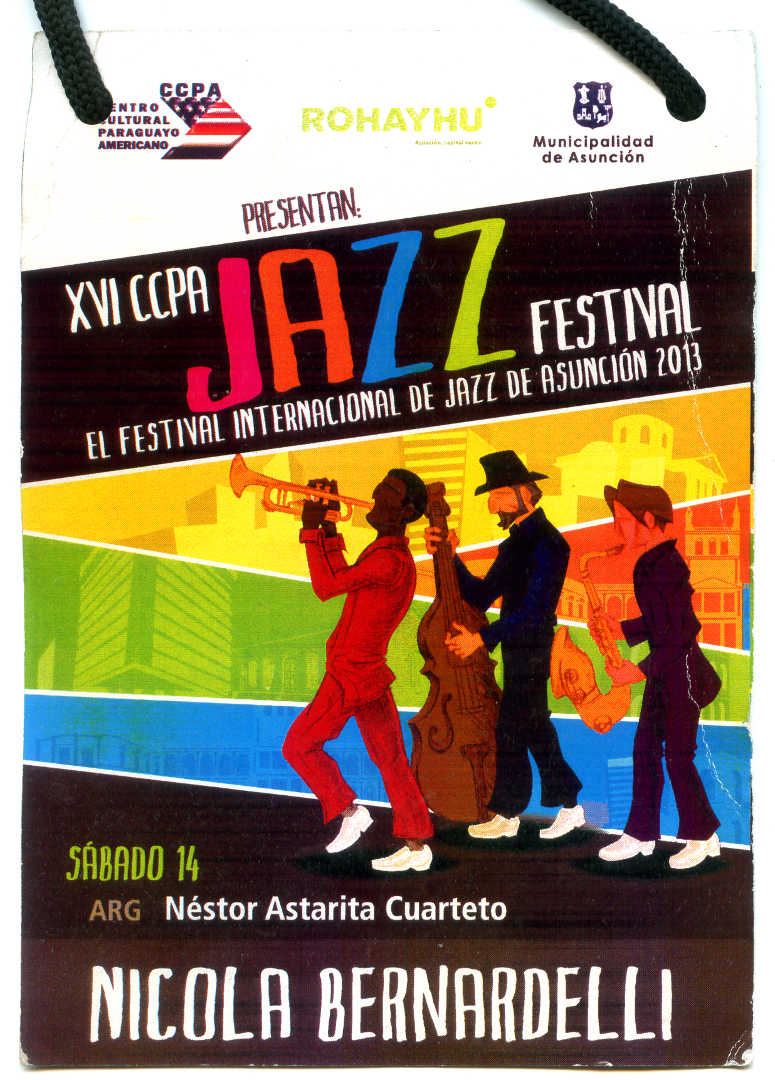 CCPA
CENTRO
CULTURAL
PARAGUAYO
AMERICANO
ROHAYHU
Municipalidad
de Asunción
PRESENTAN:
XVI CCPA JAZZ FESTIVAL
EL FESTIVAL INTERNACIONAL DE JAZZ DE ASUNCIÓN 2013
SÁBADO 14
ARG Néstor Astarita Cuarteto
NICOLA BERNARDELLI